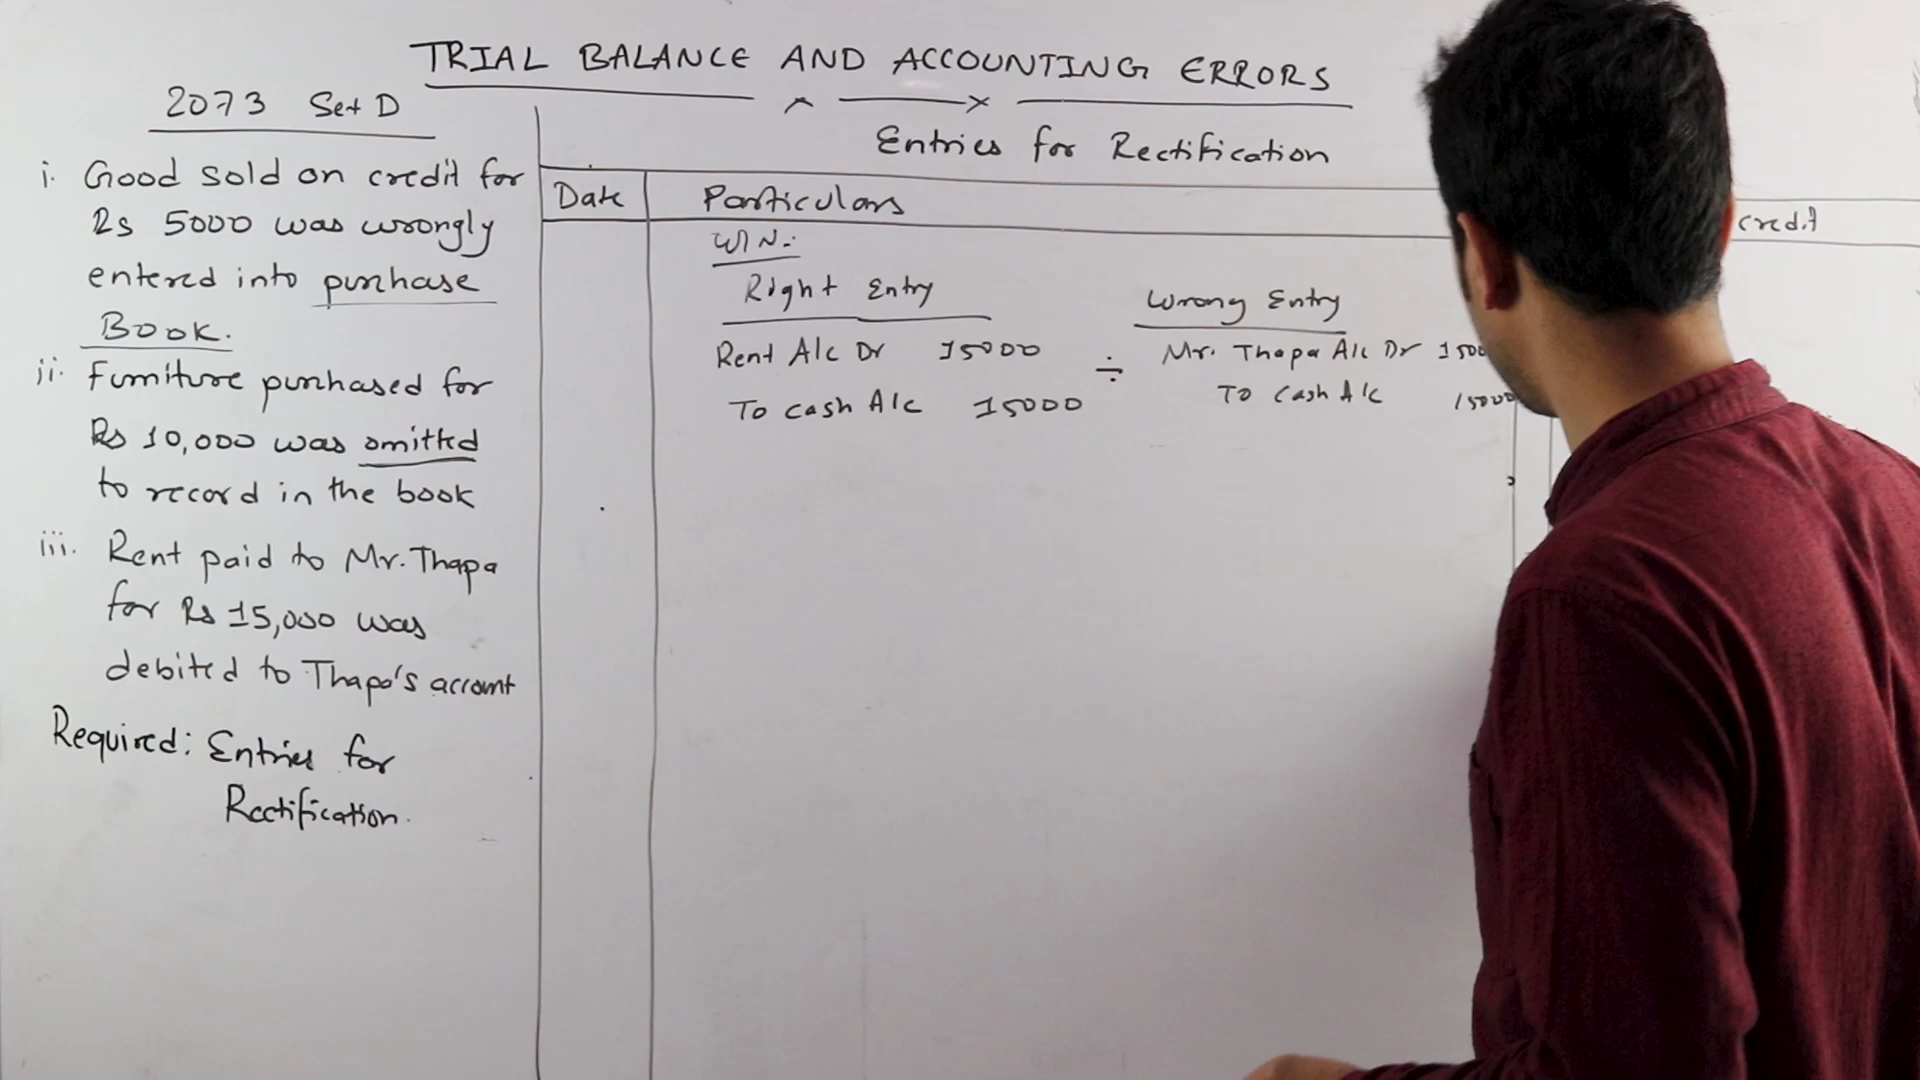 TRIAL BALANCE AND ACCOUNTING ERRORS
2073 Set D
i. Good sold on credit for
Rs 5000 was wrongly
entered into purchase
Book.
ii. Furniture purchased for
Rs 10,000 was omitted
to record in the book
iii. Rent paid to Mr. Thapa
for Rs 15,000 was
debited to Thapa's account
Required: Entries for
Rectification.
Entries for Rectification
Date Particulars credit
W/N:-
Right Entry Wrong Entry
Rent A/c Dr 15000 ÷ Mr. Thapa A/c Dr 1500
To cash A/c 15000 To Cash A/c 15000